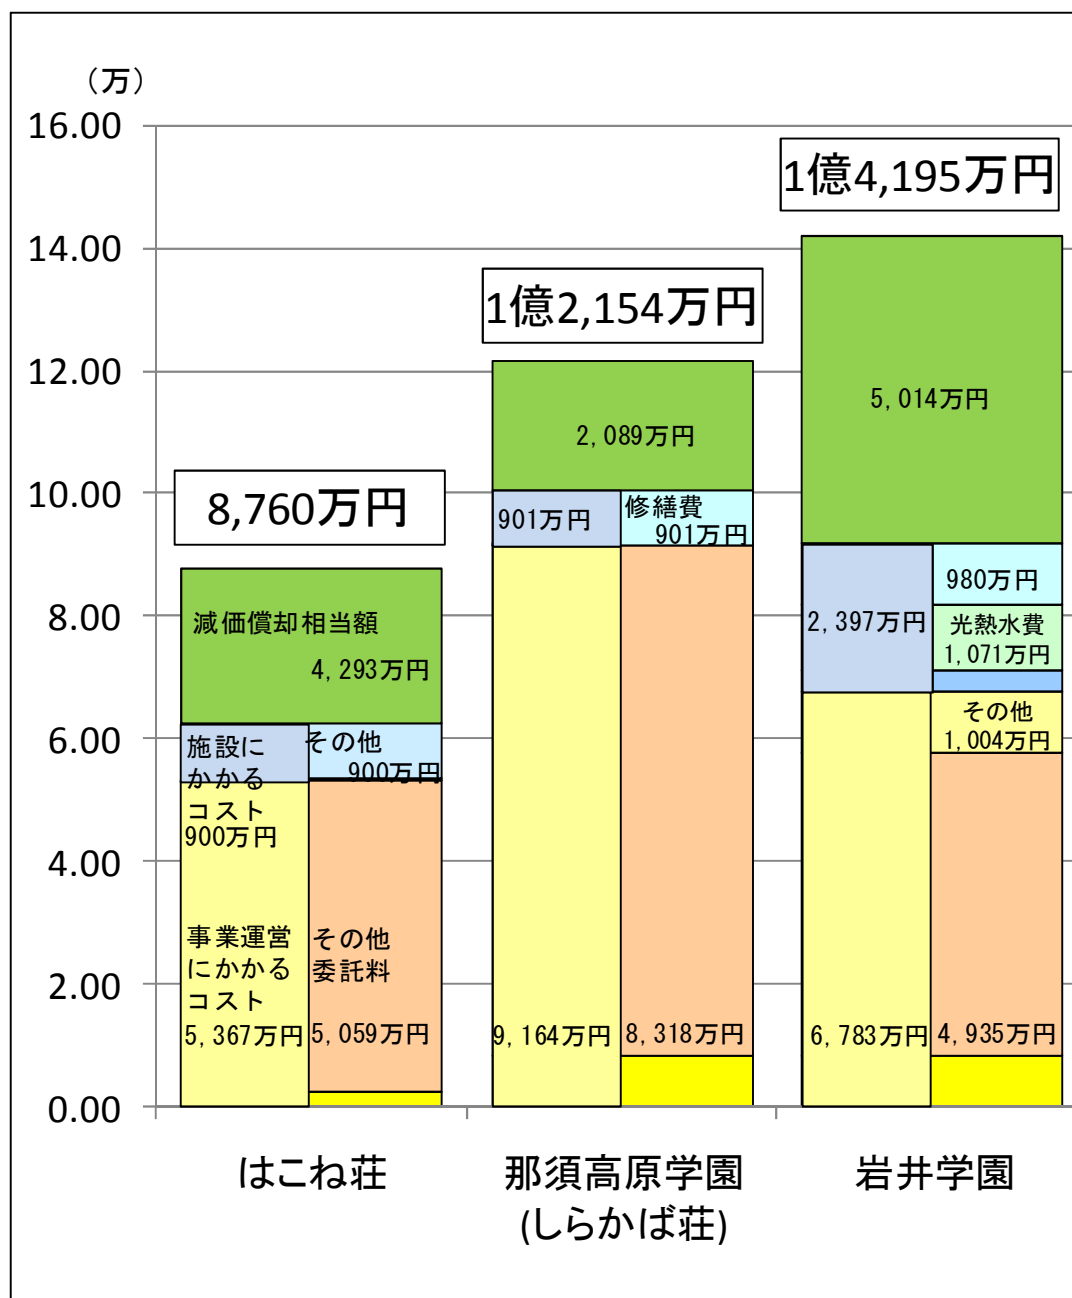 （万）
16.00
14.00
12.00
10.00
8.00
6.00
4.00
2.00
0.00
8,760万円
減価償却相当額
4,293万円
施設に
かかる
コスト
900万円
その他
900万円
事業運営
にかかる
コスト
5,367万円
その他
委託料
5,059万円
1億2,154万円
2,089万円
901万円
修繕費
901万円
9,164万円
8,318万円
1億4,195万円
5,014万円
2,397万円
980万円
光熱水費
1,071万円
その他
1,004万円
6,783万円
4,935万円
はこね荘
那須高原学園
(しらかば荘)
岩井学園